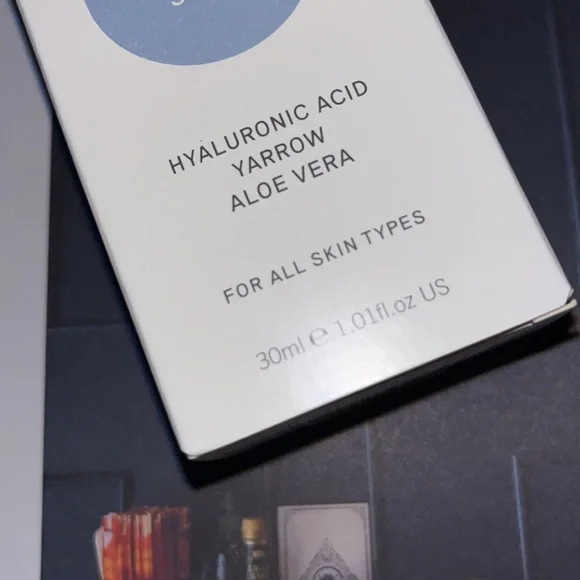 HYALURONIC ACID
YARROW
ALOE VERA
FOR ALL SKIN TYPES
30ml ℮ 1.01fl.oz US